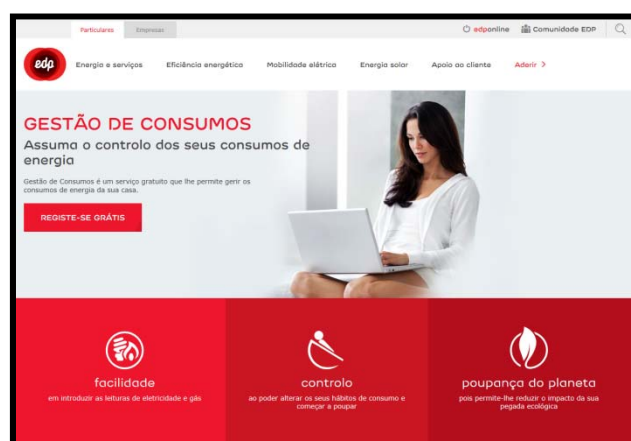 Particulares Empresas edponline Comunidade EDP
edp Energia e serviços Eficiência energética Mobilidade elétrica Energia solar Apoio ao cliente Aderir >
GESTÃO DE CONSUMOS
Assuma o controlo dos seus consumos de
energia
Gestão de Consumos é um serviço gratuito que lhe permite gerir os
consumos de energia da sua casa.
REGISTE-SE GRÁTIS
facilidade
em introduzir as leituras de eletricidade e gás
controlo
ao poder alterar os seus hábitos de consumo e
começar a poupar
poupança do planeta
pois permite-lhe reduzir o impacto da sua
pegada ecológica